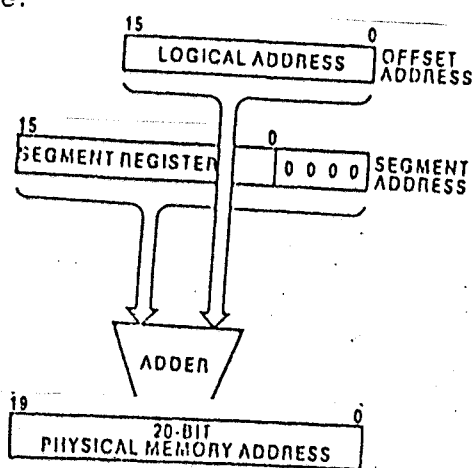 e.
15 0
LOGICAL ADDRESS
OFFSET
ADDRESS
15 0
SEGMENT REGISTER
0 0 0 0
SEGMENT
ADDRESS
ADDER
19 0
20-BIT
PHYSICAL MEMORY ADDRESS